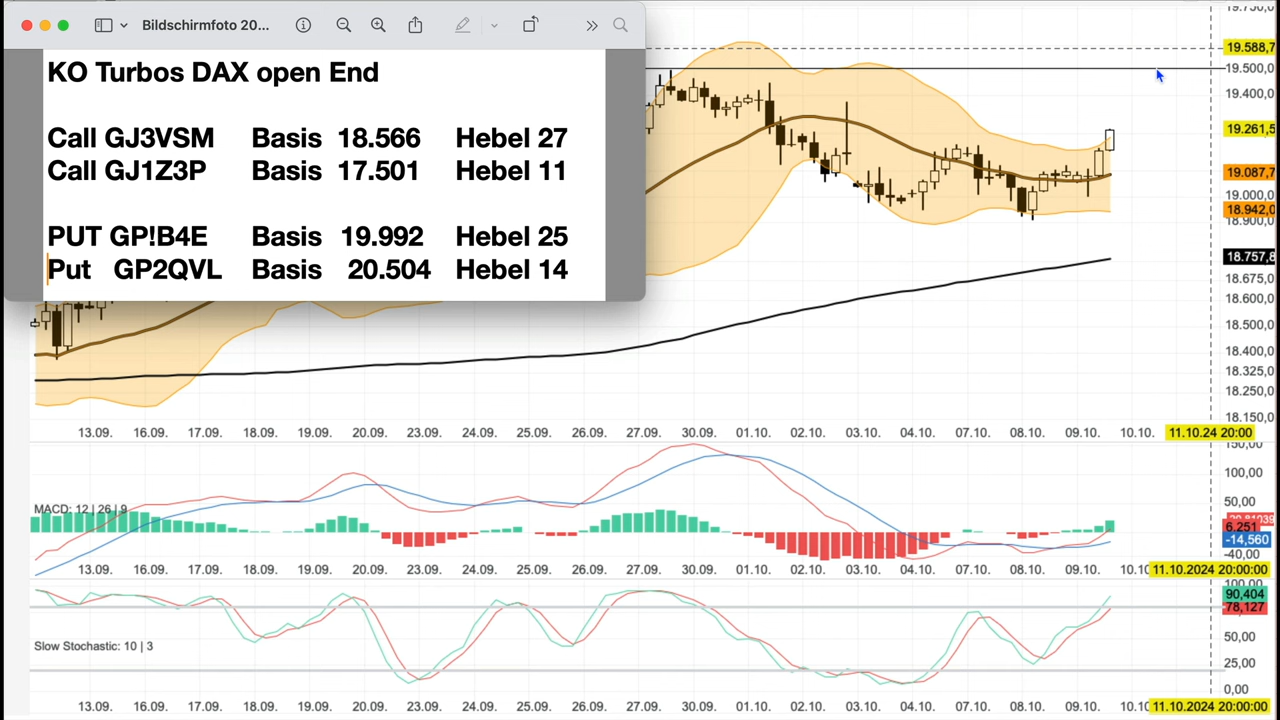 Bildschirmfoto 20...
KO Turbos DAX open End
Call GJ3VSM Basis 18.566 Hebel 27
Call GJ1Z3P Basis 17.501 Hebel 11
PUT GP!B4E Basis 19.992 Hebel 25
Put GP2QVL Basis 20.504 Hebel 14
19.750,0
19.588,7
19.500,0
19.400,0
19.261,5
19.087,7
19.000,0
18.942,0
18.900,0
18.757,8
18.675,0
18.600,0
18.500,0
18.400,0
18.325,0
18.250,0
18.150,0
13.09. 16.09. 17.09. 18.09. 19.09. 20.09. 23.09. 24.09. 25.09. 26.09. 27.09. 30.09. 01.10. 02.10. 03.10. 04.10. 07.10. 08.10. 09.10. 10.10. 11.10.24 20:00
150,00
100,00
MACD: 12 | 26 | 9
50,00
6,251
-14,560
-40,00
13.09. 16.09. 17.09. 18.09. 19.09. 20.09. 23.09. 24.09. 25.09. 26.09. 27.09. 30.09. 01.10. 02.10. 03.10. 04.10. 07.10. 08.10. 09.10. 10.10. 11.10.2024 20:00:00
100,00
90,404
78,127
Slow Stochastic: 10 | 3
50,00
25,00
0,00
13.09. 16.09. 17.09. 18.09. 19.09. 20.09. 23.09. 24.09. 25.09. 26.09. 27.09. 30.09. 01.10. 02.10. 03.10. 04.10. 07.10. 08.10. 09.10. 10.10. 11.10.2024 20:00:00